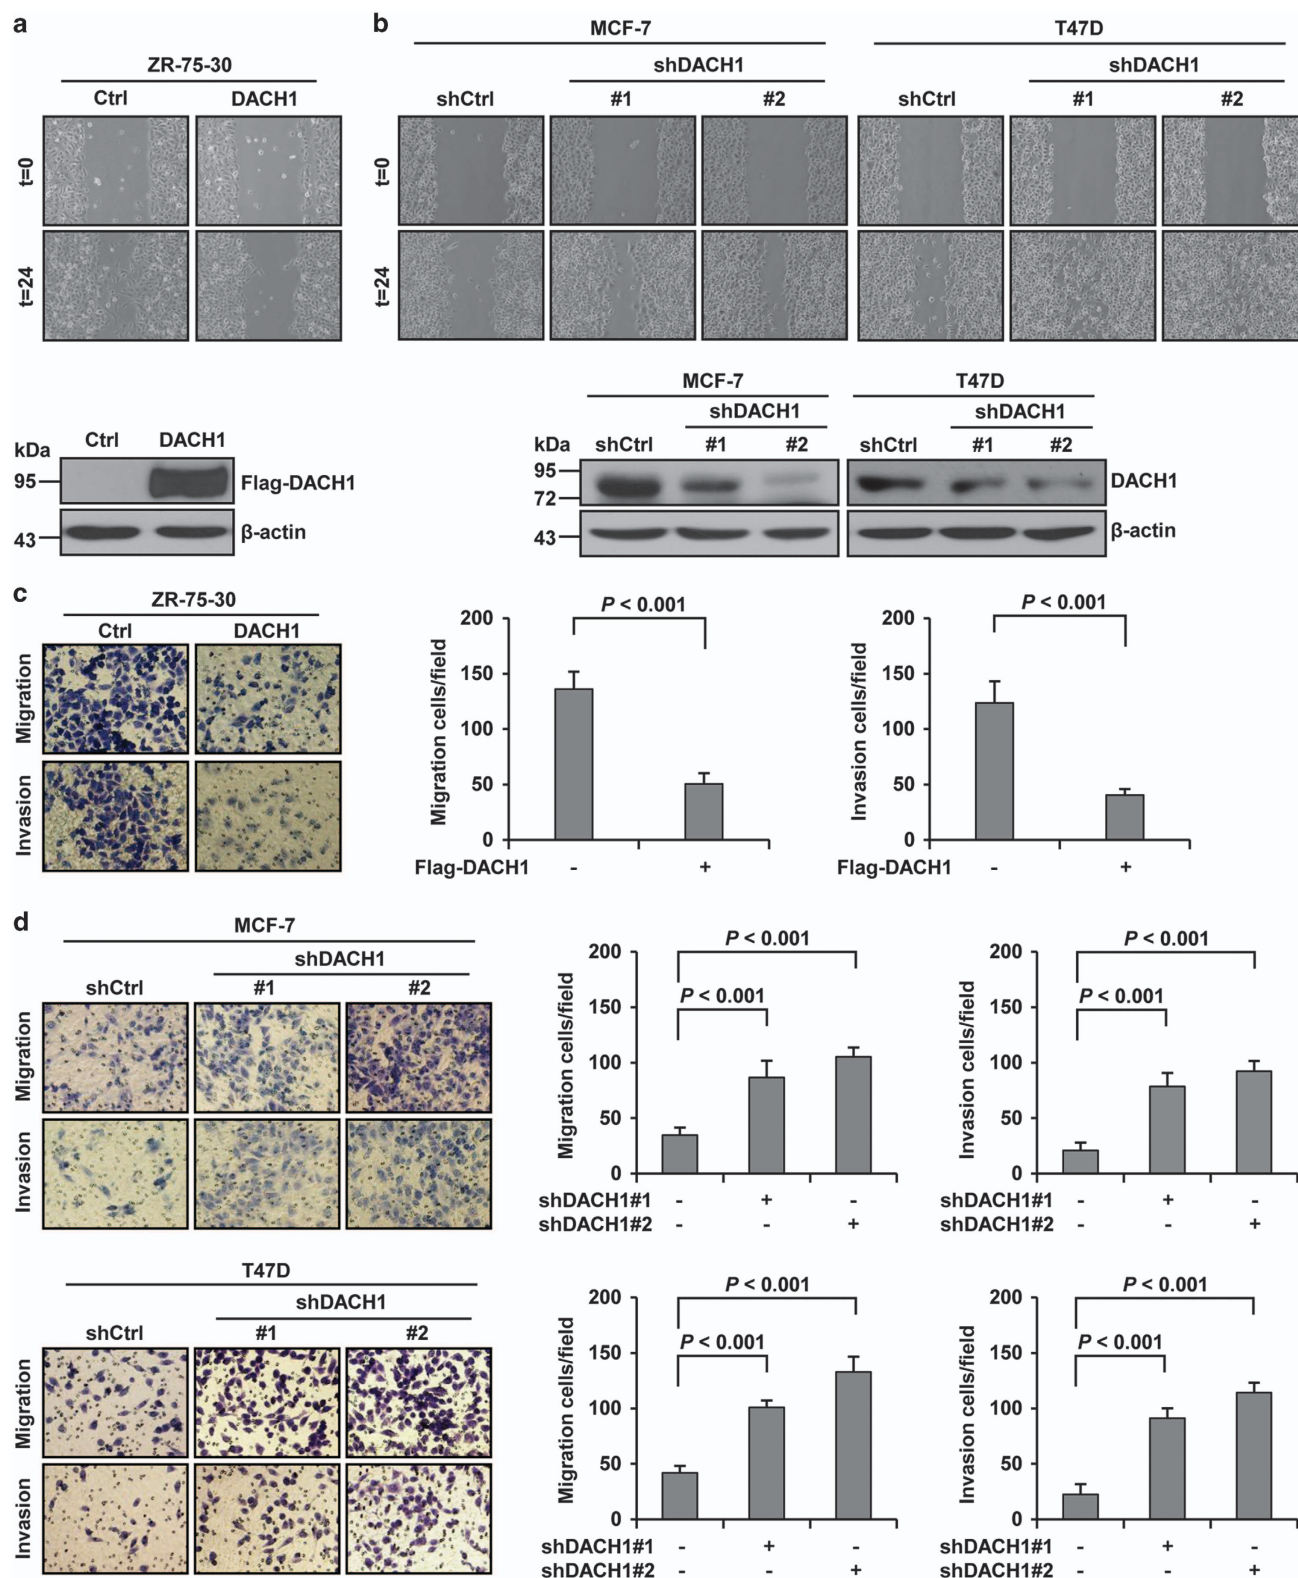 a
ZR-75-30
Ctrl DACH1
t=0
t=24
kDa
Ctrl DACH1
95 Flag-DACH1
43 β-actin
b
MCF-7 T47D
shDACH1 shDACH1
shCtrl #1 #2 shCtrl #1 #2
t=0
t=24
MCF-7 T47D
shDACH1 shDACH1
kDa shCtrl #1 #2 shCtrl #1 #2
95
72
DACH1
43 β-actin
c
ZR-75-30
Ctrl DACH1
Migration
Invasion
P < 0.001
Migration cells/field
200
150
100
50
0
Flag-DACH1 - +
P < 0.001
Invasion cells/field
200
150
100
50
0
Flag-DACH1 - +
d
MCF-7
shDACH1
shCtrl #1 #2
Migration
Invasion
P < 0.001
P < 0.001
Migration cells/field
200
150
100
50
0
shDACH1#1 - + -
shDACH1#2 - - +
P < 0.001
P < 0.001
Invasion cells/field
200
150
100
50
0
shDACH1#1 - + -
shDACH1#2 - - +
T47D
shDACH1
shCtrl #1 #2
Migration
Invasion
P < 0.001
P < 0.001
Migration cells/field
200
150
100
50
0
shDACH1#1 - + -
shDACH1#2 - - +
P < 0.001
P < 0.001
Invasion cells/field
200
150
100
50
0
shDACH1#1 - + -
shDACH1#2 - - +